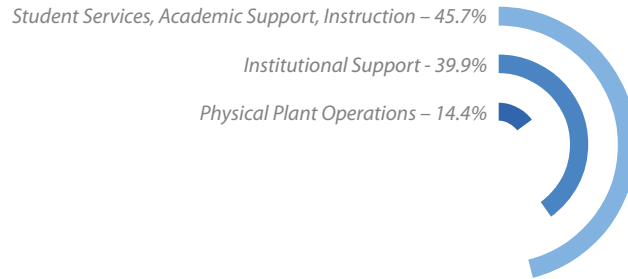 Student Services, Academic Support, Instruction – 45.7%
Institutional Support - 39.9%
Physical Plant Operations – 14.4%